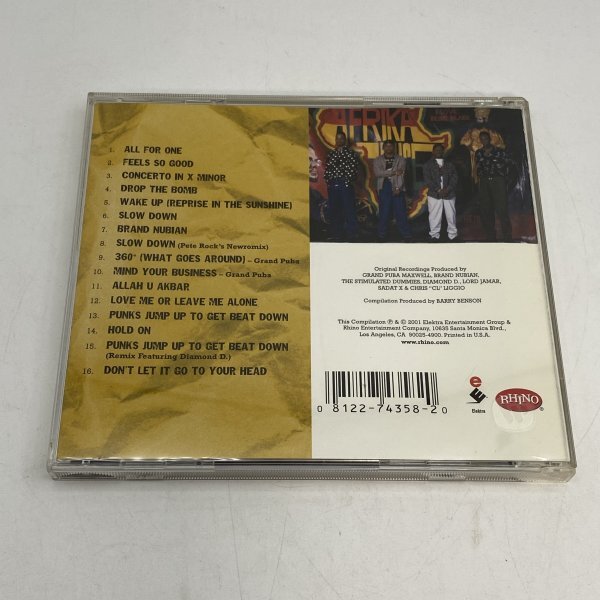 1. ALL FOR ONE
2. FEELS SO GOOD
3. CONCERTO IN X MINOR
4. DROP THE BOMB
5. WAKE UP (REPRISE IN THE SUNSHINE)
6. SLOW DOWN
7. BRAND NUBIAN
8. SLOW DOWN (Pete Rock's Newromix)
9. 360° (WHAT GOES AROUND) – Grand Puba
10. MIND YOUR BUSINESS – Grand Puba
11. ALLAH U AKBAR
12. LOVE ME OR LEAVE ME ALONE
13. PUNKS JUMP UP TO GET BEAT DOWN
14. HOLD ON
15. PUNKS JUMP UP TO GET BEAT DOWN
(Remix Featuring Diamond D.)
16. DON'T LET IT GO TO YOUR HEAD
AFRIKA
Original Recordings Produced by
GRAND PUBA MAXWELL, BRAND NUBIAN,
THE STIMULATED DUMMIES, DIAMOND D., LORD JAMAR,
SADAT X & CHRIS "CL" LIGGIO
Compilation Produced by BARRY BENSON
This Compilation ℗ & © 2001 Elektra Entertainment Group &
Rhino Entertainment Company, 10635 Santa Monica Blvd.,
Los Angeles, CA 90025-4900. Printed in U.S.A.
www.rhino.com
0 8122-74358-2 0
Elektra
RHINO